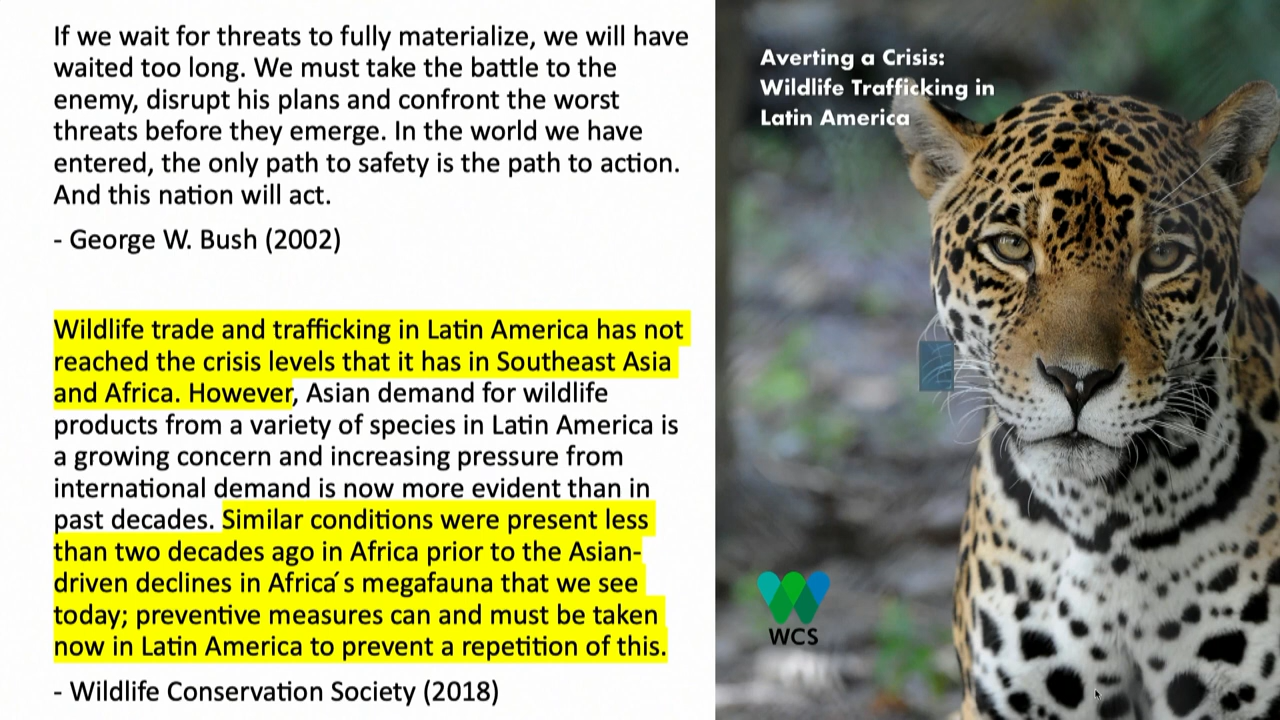 If we wait for threats to fully materialize, we will have
waited too long. We must take the battle to the
enemy, disrupt his plans and confront the worst
threats before they emerge. In the world we have
entered, the only path to safety is the path to action.
And this nation will act.
- George W. Bush (2002)
Wildlife trade and trafficking in Latin America has not
reached the crisis levels that it has in Southeast Asia
and Africa. However, Asian demand for wildlife
products from a variety of species in Latin America is
a growing concern and increasing pressure from
international demand is now more evident than in
past decades. Similar conditions were present less
than two decades ago in Africa prior to the Asian-
driven declines in Africa´s megafauna that we see
today; preventive measures can and must be taken
now in Latin America to prevent a repetition of this.
- Wildlife Conservation Society (2018)
Averting a Crisis:
Wildlife Trafficking in
Latin America
WCS